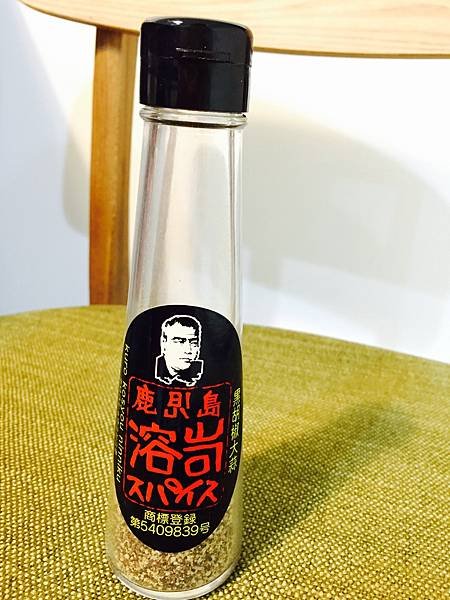 鹿児島
溶岩
スパイス
黒胡椒大蒜
kuro kosyou ninniku
商標登録
第5409839号